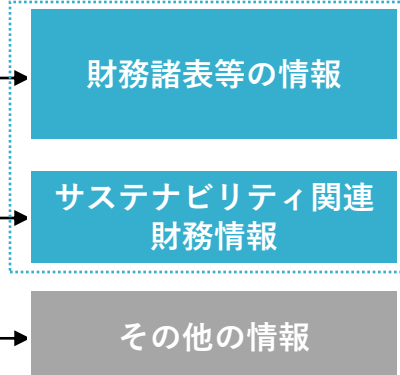 財務諸表等の情報
サステナビリティ関連
財務情報
その他の情報